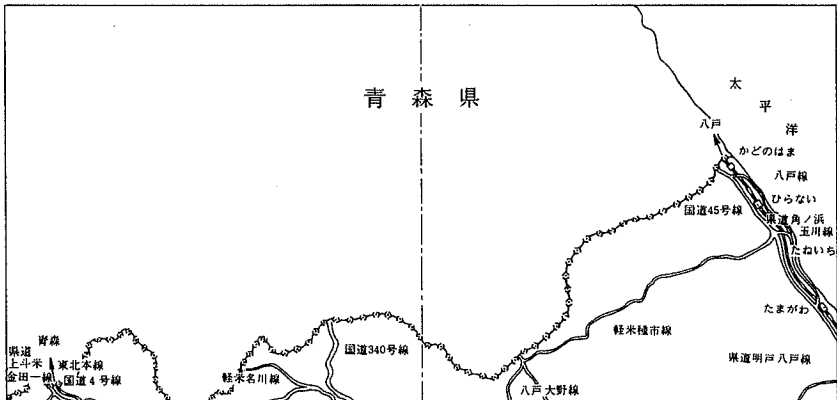 青森県
太平洋
八戸
かどのはま
八戸線
ひらない
国道45号線
県道角ノ浜
玉川線
たねいち
たまがわ
軽米種市線
県道明戸八戸線
国道340号線
軽米名川線
八戸大野線
青森
県道
上斗米
金田一線
東北本線
国道4号線